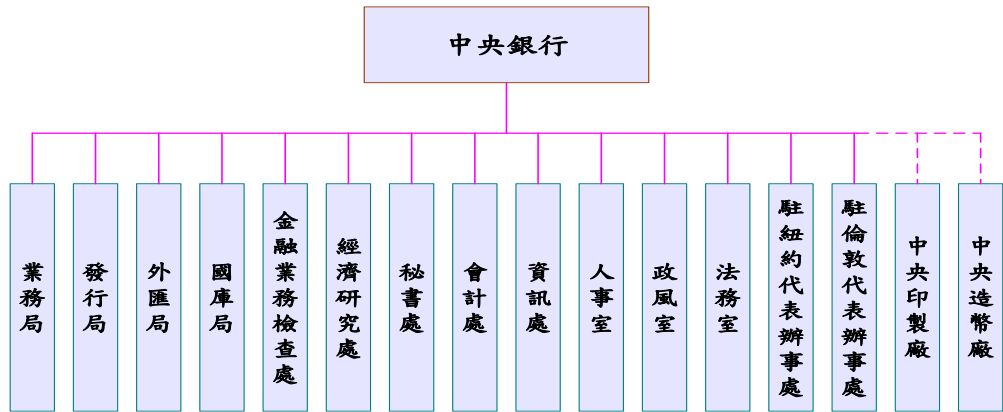 中央銀行
業務局
發行局
外匯局
國庫局
金融業務檢查處
經濟研究處
秘書處
會計處
資訊處
人事室
政風室
法務室
駐紐約代表辦事處
駐倫敦代表辦事處
中央印製廠
中央造幣廠